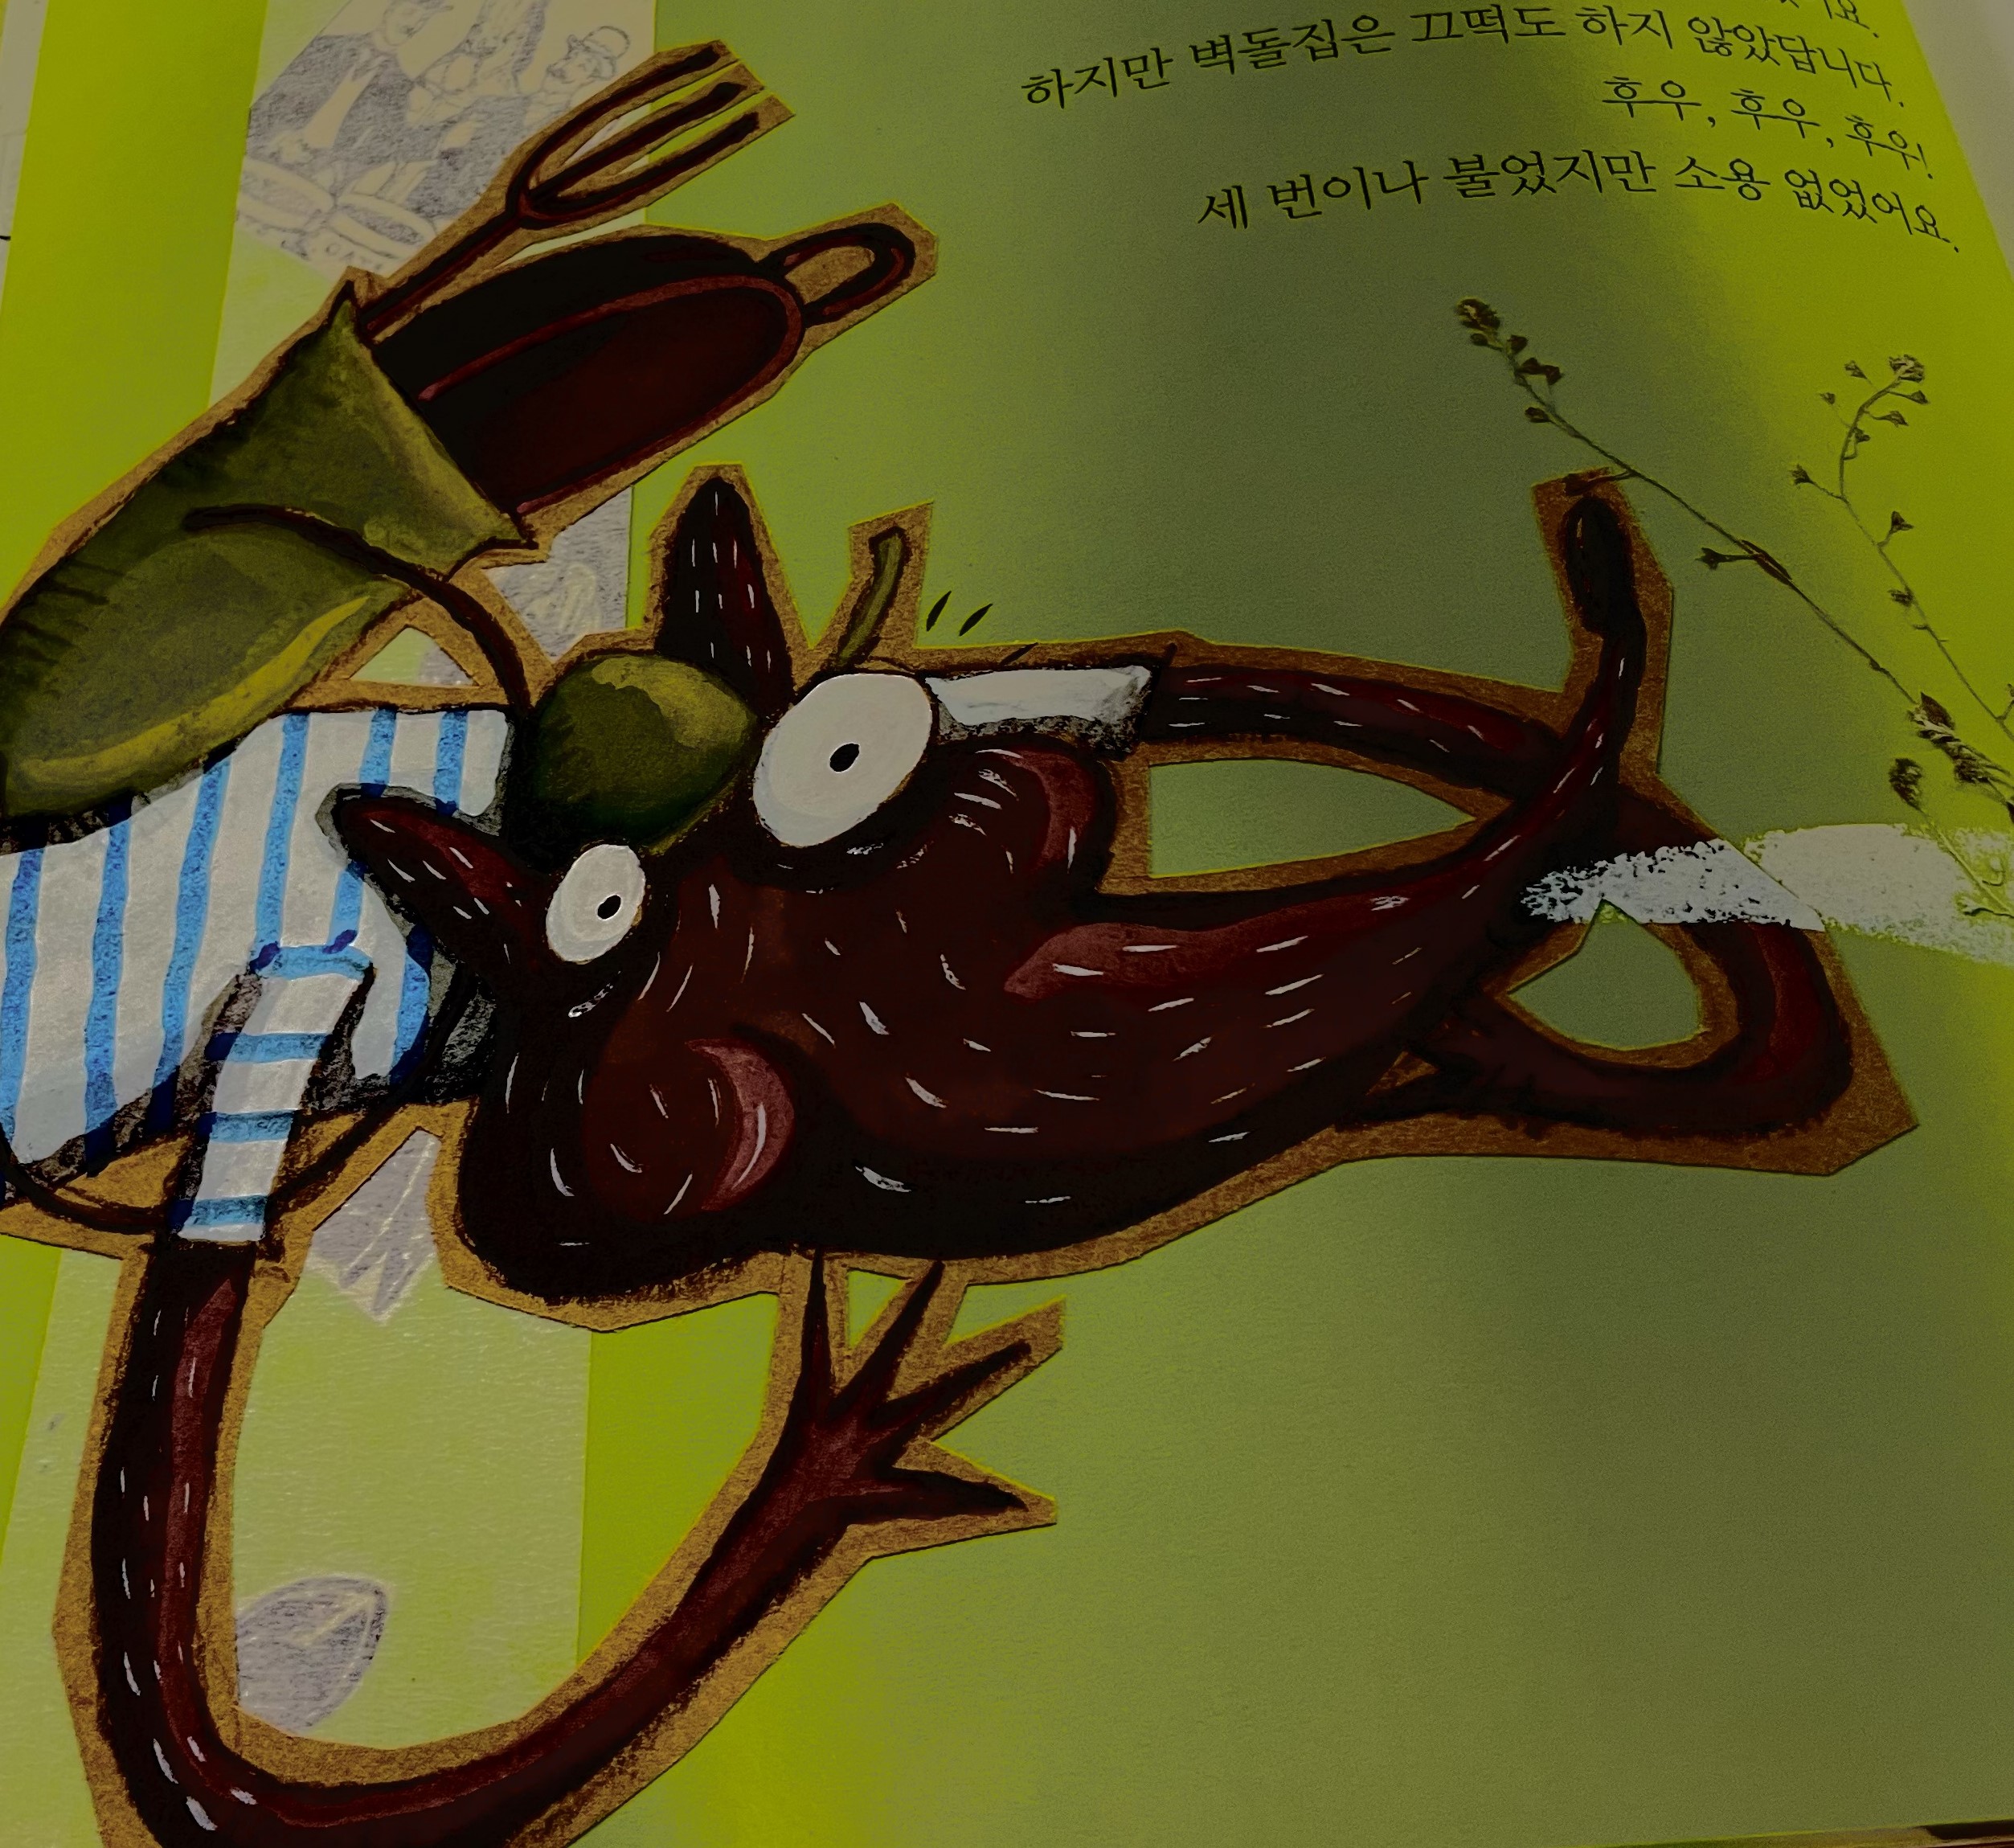 하지만 벽돌집은 끄떡도 하지 않았답니다.
후우, 후우, 후우!
세 번이나 불었지만 소용 없었어요.